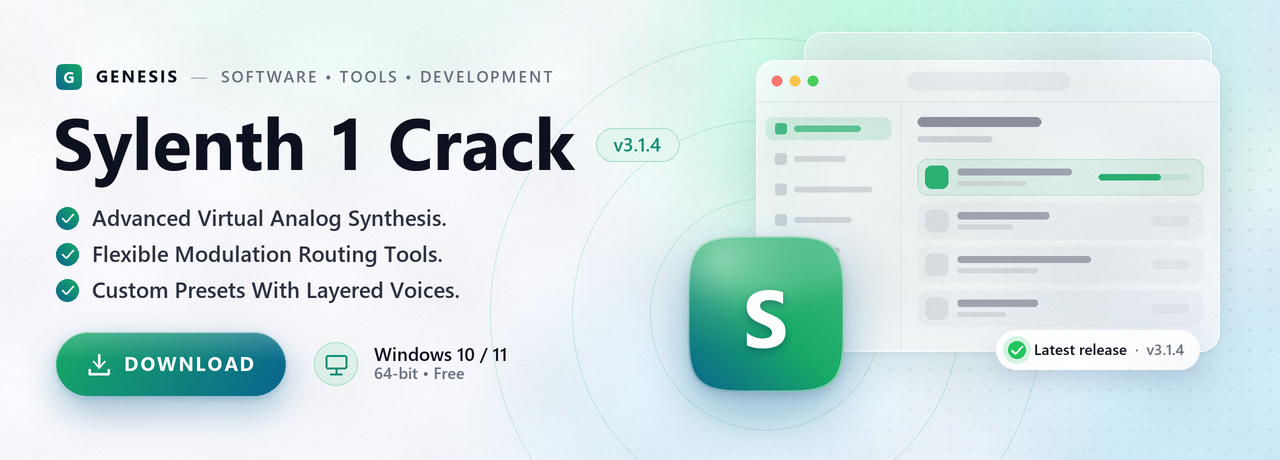 G GENESIS — SOFTWARE • TOOLS • DEVELOPMENT
Sylenth 1 Crack v3.1.4
Advanced Virtual Analog Synthesis.
Flexible Modulation Routing Tools.
Custom Presets With Layered Voices.
DOWNLOAD
Windows 10 / 11
64-bit • Free
S
Latest release · v3.1.4